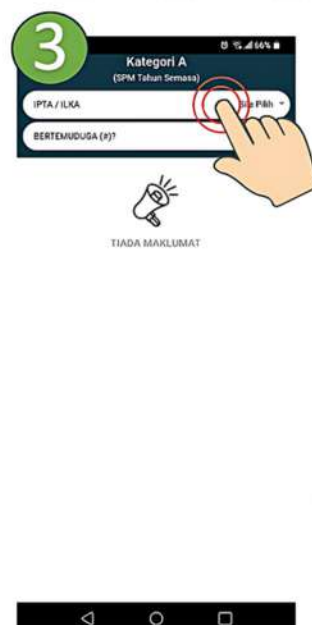 3
66%
Kategori A
(SPM Tahun Semasa)
IPTA / ILKA
Sila Pilih
BERTEMUDUGA (#)?
TIADA MAKLUMAT